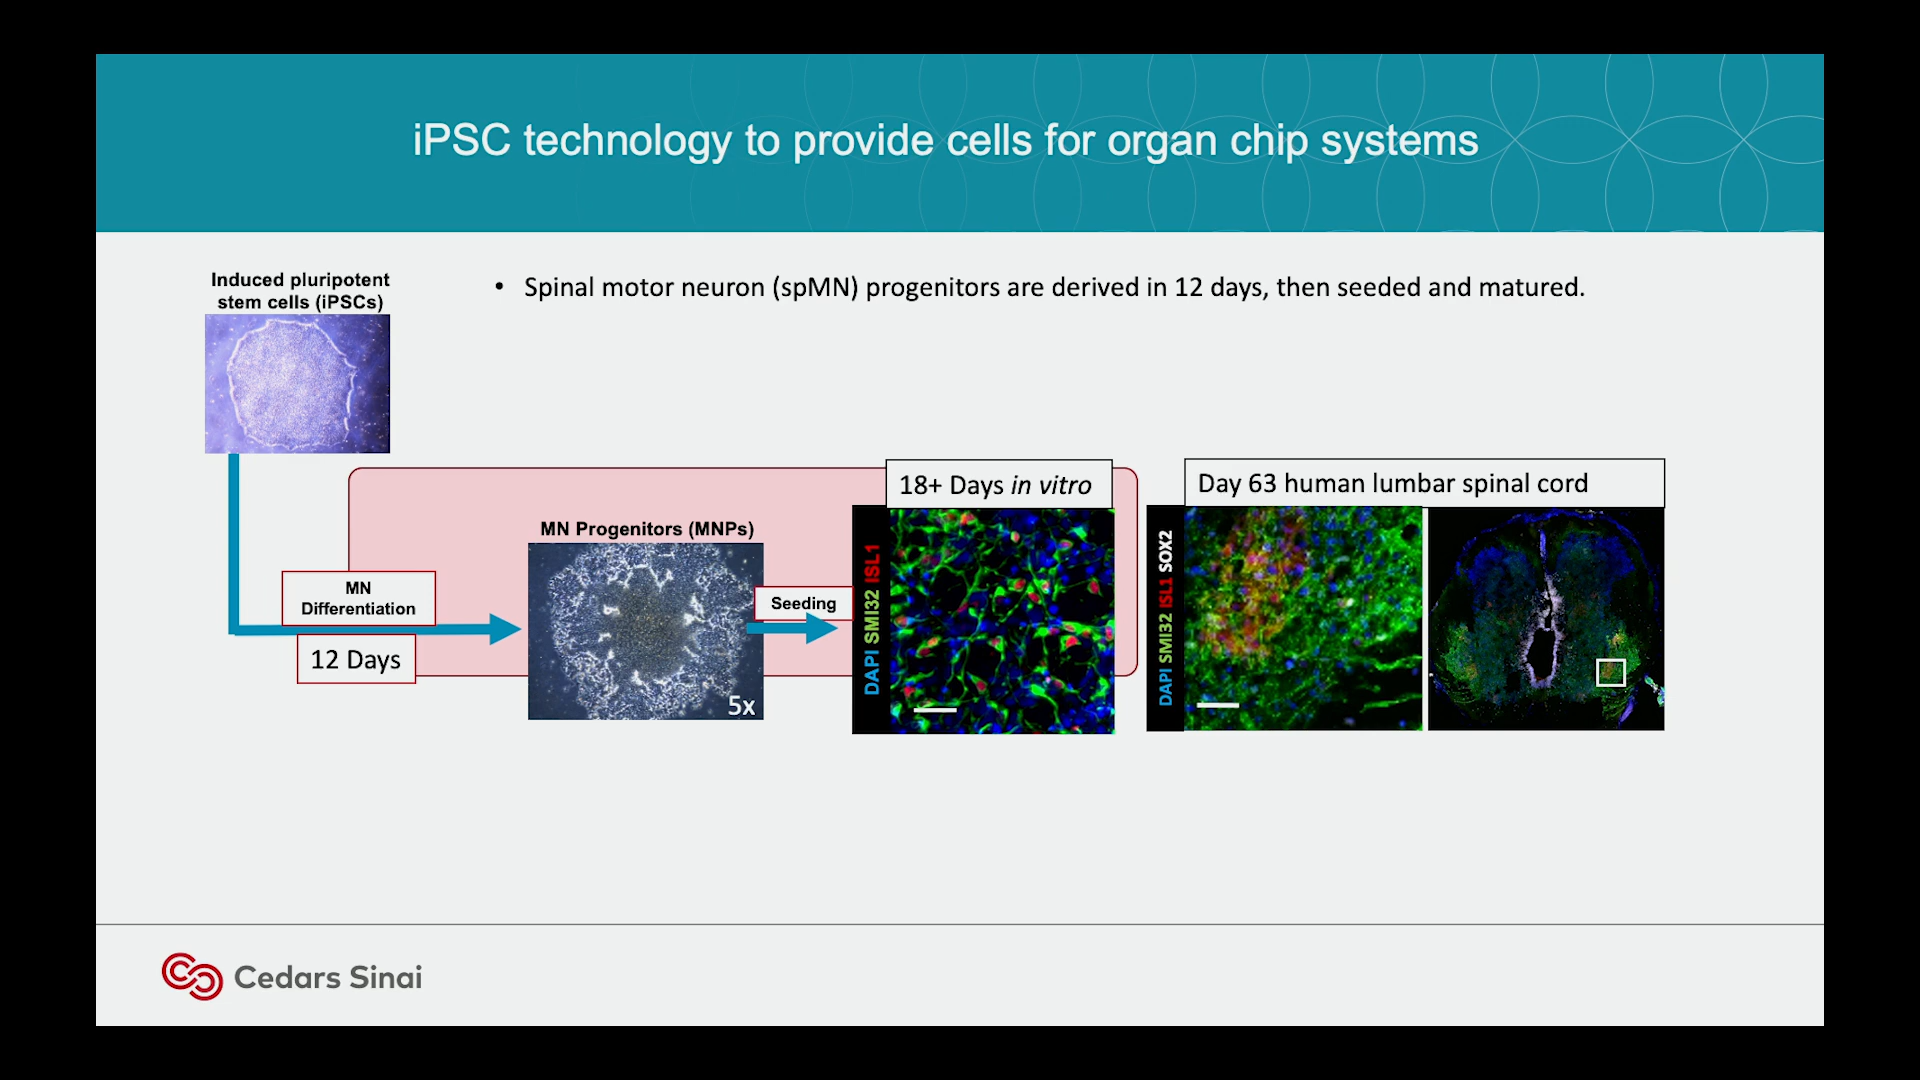 iPSC technology to provide cells for organ chip systems
Induced pluripotent
stem cells (iPSCs)
• Spinal motor neuron (spMN) progenitors are derived in 12 days, then seeded and matured.
MN
Differentiation
12 Days
MN Progenitors (MNPs)
5x
Seeding
18+ Days in vitro
DAPI SMI32 ISL1
Day 63 human lumbar spinal cord
DAPI SMI32 ISL1 SOX2
Cedars Sinai